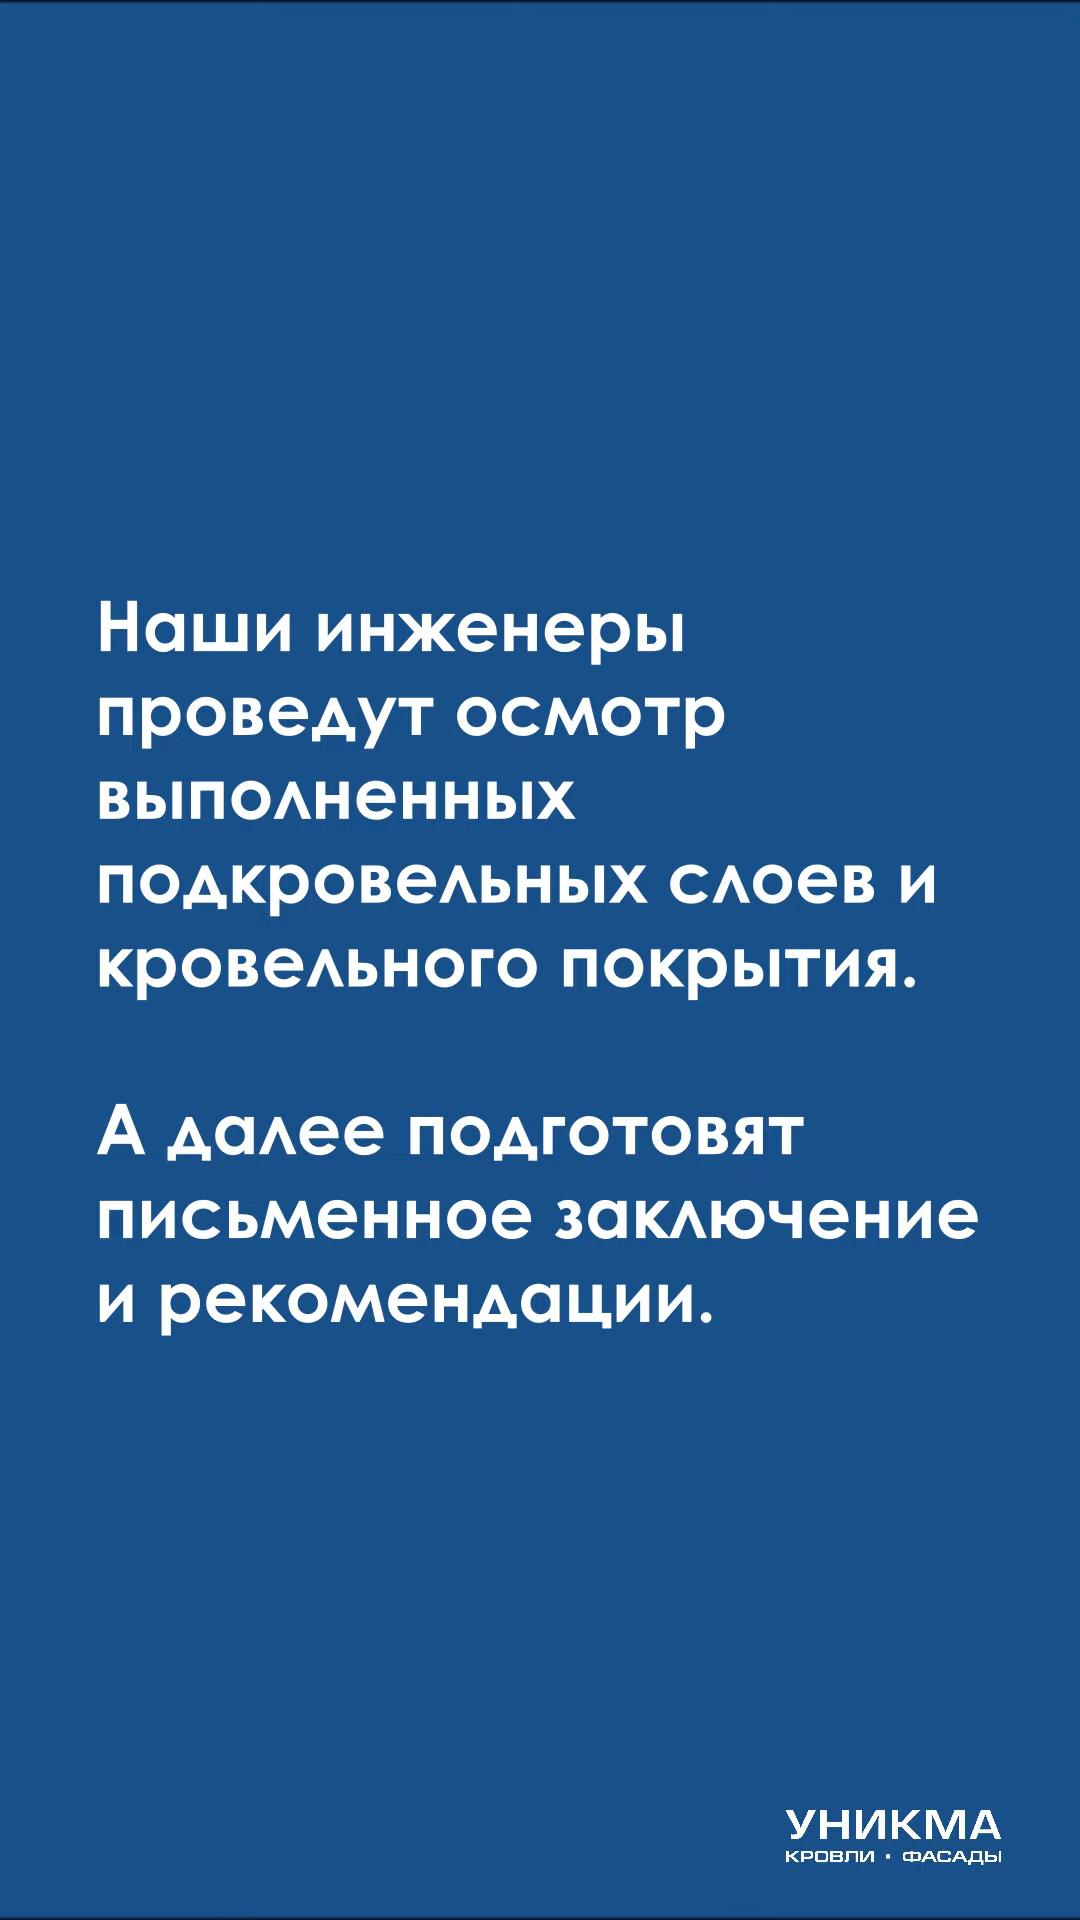 Наши инженеры
проведут осмотр
выполненных
подкровельных слоев и
кровельного покрытия.
А далее подготовят
письменное заключение
и рекомендации.
УНИКМА
КРОВЛИ · ФАСАДЫ